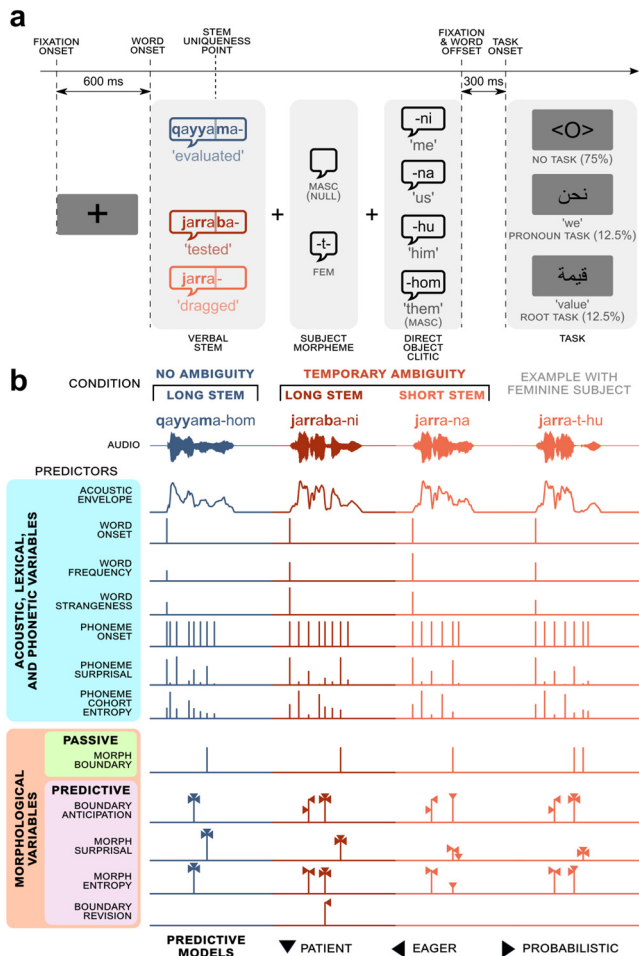 a
FIXATION
ONSET
WORD
ONSET
STEM
UNIQUENESS
POINT
FIXATION
& WORD
OFFSET
TASK
ONSET
600 ms
300 ms
qayyama-
'evaluated'
jarraba-
'tested'
jarra-
'dragged'
+
MASC
(NULL)
-t-
FEM
+
-ni
'me'
-na
'us'
-hu
'him'
-hom
'them'
(MASC)
<O>
NO TASK (75%)
نحن
'we'
PRONOUN TASK (12.5%)
قيمة
'value'
ROOT TASK (12.5%)
+
VERBAL
STEM
SUBJECT
MORPHEME
DIRECT
OBJECT
CLITIC
TASK
b
CONDITION
NO AMBIGUITY
TEMPORARY AMBIGUITY
EXAMPLE WITH
FEMININE SUBJECT
LONG STEM
LONG STEM
SHORT STEM
qayyama-hom
jarraba-ni
jarra-na
jarra-t-hu
AUDIO
PREDICTORS
ACOUSTIC, LEXICAL,
AND PHONETIC VARIABLES
ACOUSTIC
ENVELOPE
WORD
ONSET
WORD
FREQUENCY
WORD
STRANGENESS
PHONEME
ONSET
PHONEME
SURPRISAL
PHONEME
COHORT
ENTROPY
MORPHOLOGICAL
VARIABLES
PASSIVE
MORPH
BOUNDARY
PREDICTIVE
BOUNDARY
ANTICIPATION
MORPH
SURPRISAL
MORPH
ENTROPY
BOUNDARY
REVISION
PREDICTIVE
MODELS
PATIENT
EAGER
PROBABILISTIC